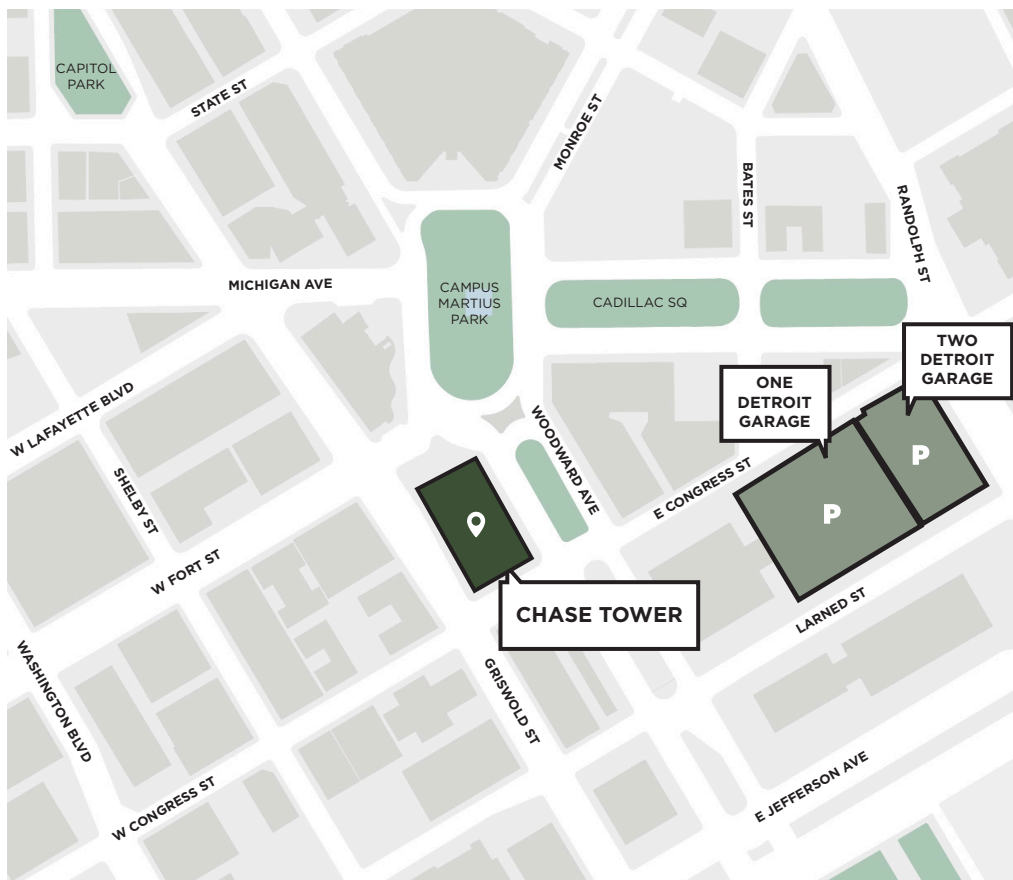 CAPITOL
PARK
STATE ST
MONROE ST
BATES ST
RANDOLPH ST
MICHIGAN AVE
CAMPUS
MARTIUS
PARK
CADILLAC SQ
TWO
DETROIT
GARAGE
ONE
DETROIT
GARAGE
W LAFAYETTE BLVD
WOODWARD AVE
SHELBY ST
E CONGRESS ST
P
P
W FORT ST
CHASE TOWER
LARNED ST
WASHINGTON BLVD
GRISWOLD ST
W CONGRESS ST
E JEFFERSON AVE